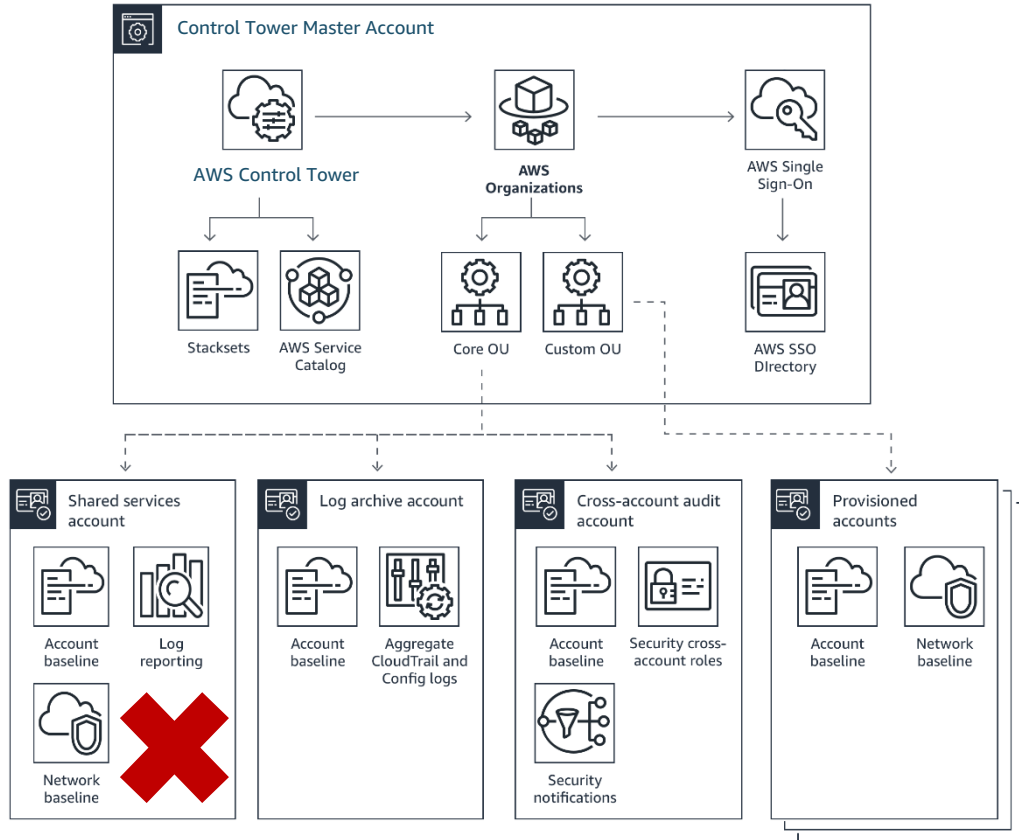 Control Tower Master Account
AWS Control Tower
AWS
Organizations
AWS Single
Sign-On
Stacksets
AWS Service
Catalog
Core OU
Custom OU
AWS SSO
DIrectory
Shared services
account
Account
baseline
Log
reporting
Network
baseline
Log archive account
Account
baseline
Aggregate
CloudTrail and
Config logs
Cross-account audit
account
Account
baseline
Security cross-
account roles
Security
notifications
Provisioned
accounts
Account
baseline
Network
baseline